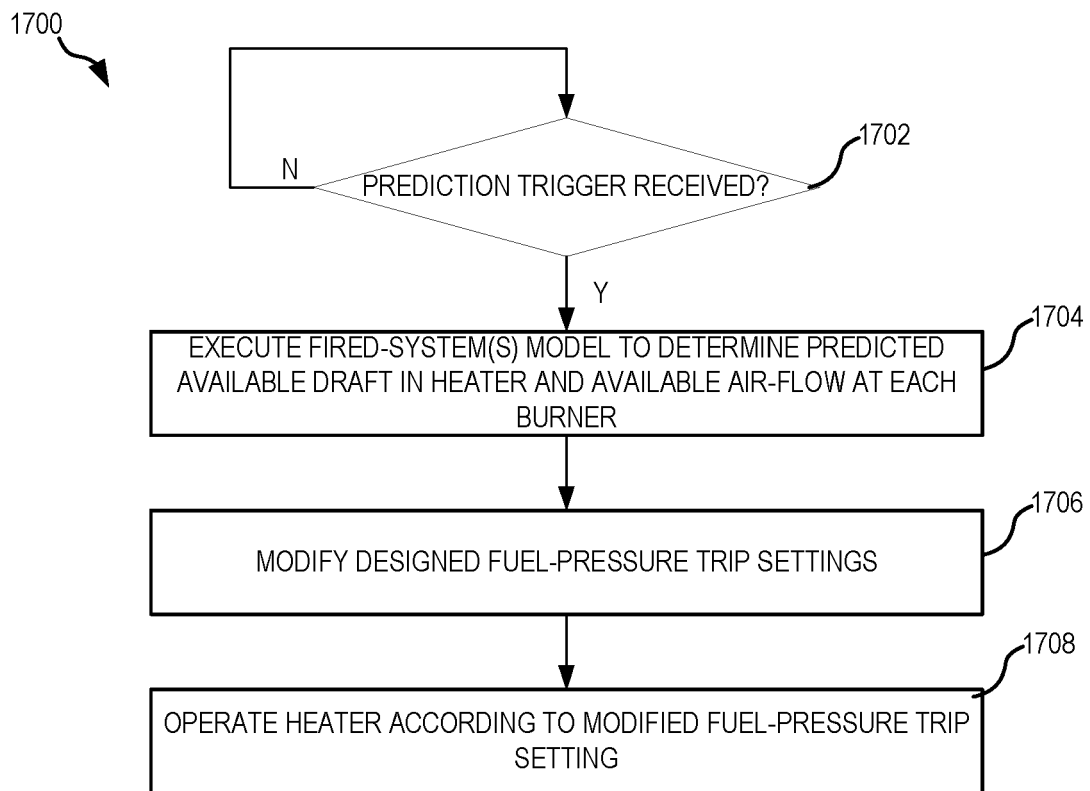 1700
1702
N
PREDICTION TRIGGER RECEIVED?
Y
1704
EXECUTE FIRED-SYSTEM(S) MODEL TO DETERMINE PREDICTED
AVAILABLE DRAFT IN HEATER AND AVAILABLE AIR-FLOW AT EACH
BURNER
1706
MODIFY DESIGNED FUEL-PRESSURE TRIP SETTINGS
1708
OPERATE HEATER ACCORDING TO MODIFIED FUEL-PRESSURE TRIP
SETTING